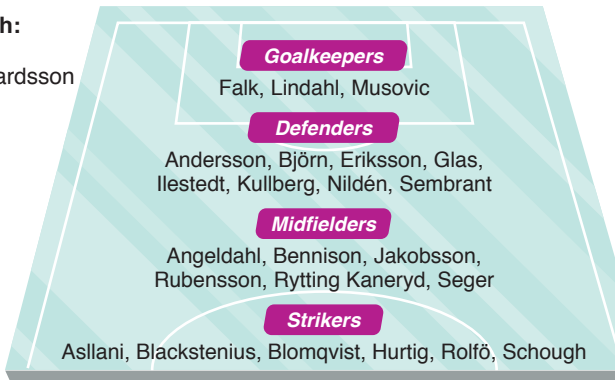 h:
ardsson
Goalkeepers
Falk, Lindahl, Musovic
Defenders
Andersson, Björn, Eriksson, Glas,
Ilestedt, Kullberg, Nildén, Sembrant
Midfielders
Angeldahl, Bennison, Jakobsson,
Rubensson, Rytting Kaneryd, Seger
Strikers
Asllani, Blackstenius, Blomqvist, Hurtig, Rolfö, Schough